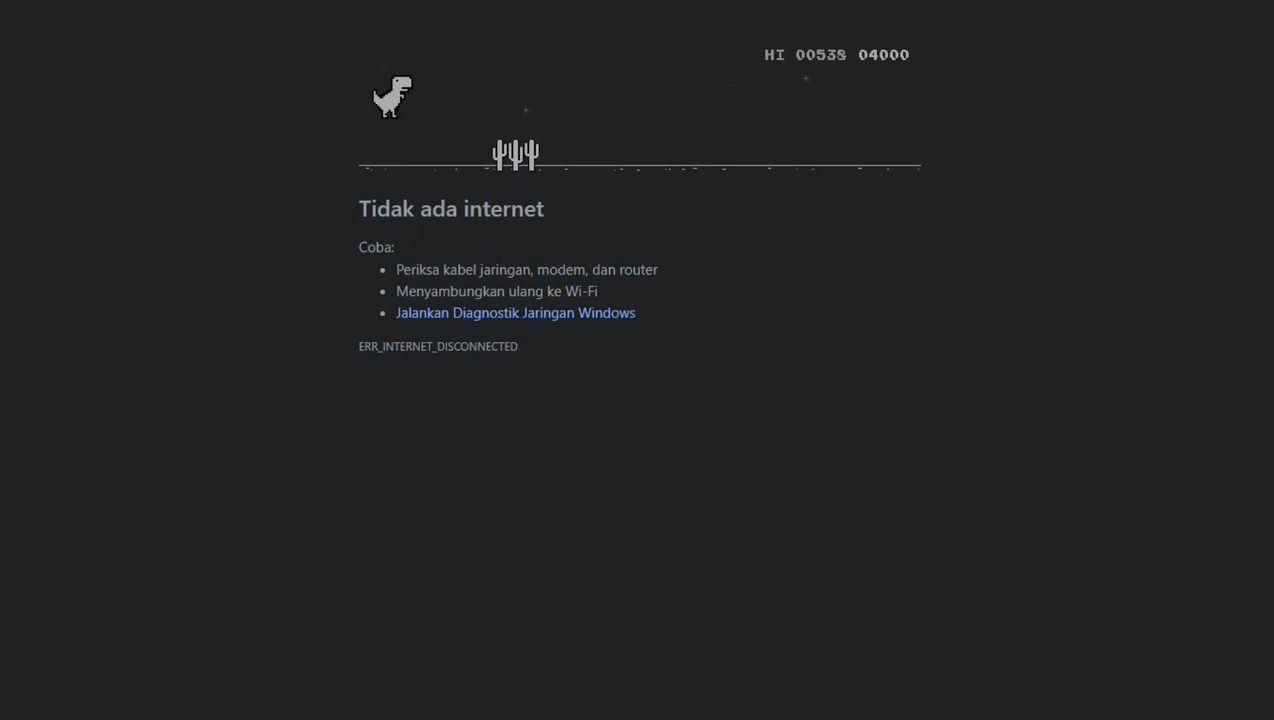 HI 00538 04000
Tidak ada internet
Coba:
Periksa kabel jaringan, modem, dan router
Menyambungkan ulang ke Wi-Fi
Jalankan Diagnostik Jaringan Windows
ERR_INTERNET_DISCONNECTED